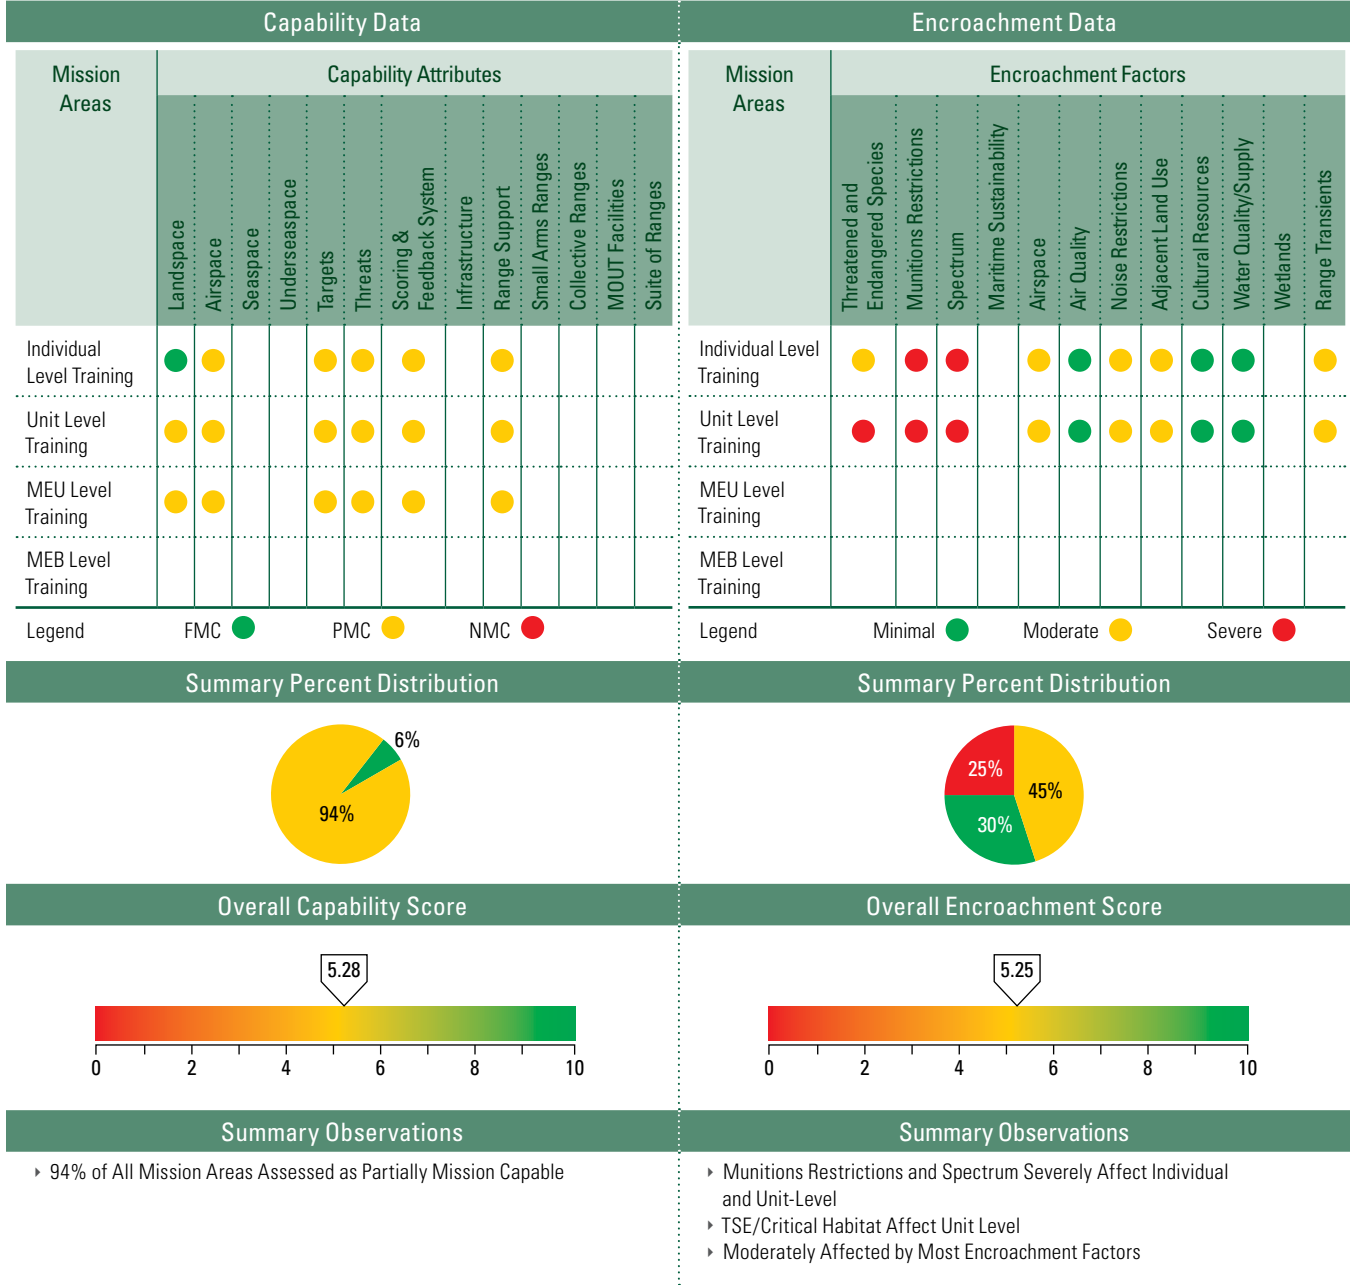 Capability Data
Mission
Areas
Capability Attributes
Landspace
Airspace
Seaspace
Underseaspace
Targets
Threats
Scoring &
Feedback System
Infrastructure
Range Support
Small Arms Ranges
Collective Ranges
MOUT Facilities
Suite of Ranges
Individual
Level Training
Unit Level
Training
MEU Level
Training
MEB Level
Training
Legend
FMC
PMC
NMC
Summary Percent Distribution
6%
94%
Overall Capability Score
5.28
0
2
4
6
8
10
Summary Observations
‣ 94% of All Mission Areas Assessed as Partially Mission Capable
Encroachment Data
Mission
Areas
Encroachment Factors
Threatened and
Endangered Species
Munitions Restrictions
Spectrum
Maritime Sustainability
Airspace
Air Quality
Noise Restrictions
Adjacent Land Use
Cultural Resources
Water Quality/Supply
Wetlands
Range Transients
Individual Level
Training
Unit Level
Training
MEU Level
Training
MEB Level
Training
Legend
Minimal
Moderate
Severe
Summary Percent Distribution
25%
45%
30%
Overall Encroachment Score
5.25
0
2
4
6
8
10
Summary Observations
‣ Munitions Restrictions and Spectrum Severely Affect Individual
and Unit-Level
‣ TSE/Critical Habitat Affect Unit Level
‣ Moderately Affected by Most Encroachment Factors